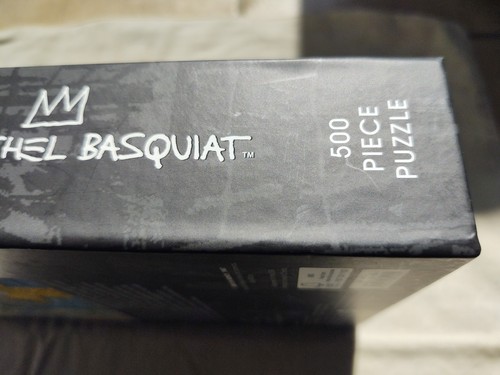 HEL BASQUIAT™
500
PIECE
PUZZLE